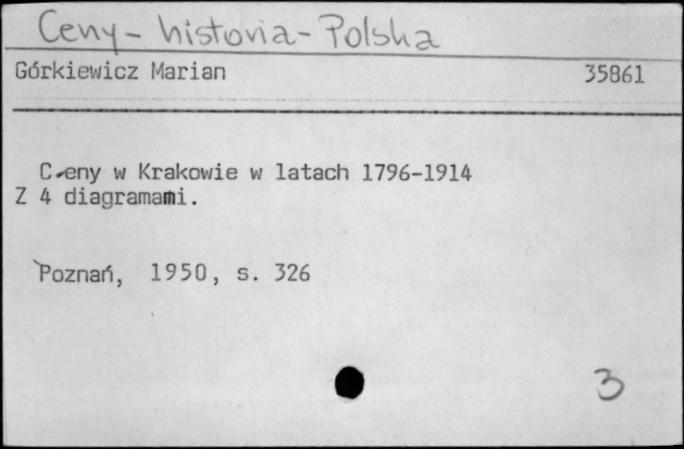 Ceny - historia - Polska
Górkiewicz Marian 35861
Ceny w Krakowie w latach 1796-1914
Z 4 diagramami.
Poznań, 1950, s. 326
3